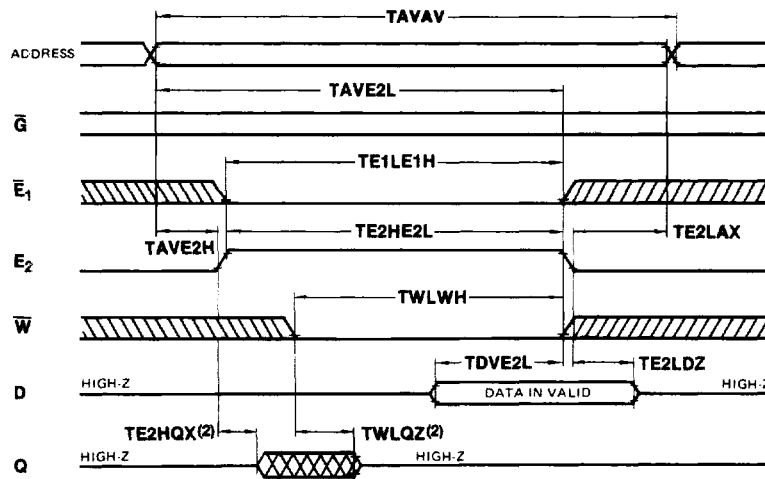 TAVAV
ADDRESS
TAVE2L
G̅
TE1LE1H
E̅₁
TAVE2H
TE2HE2L
TE2LAX
E₂
TWLWH
W̅
TDVE2L
TE2LDZ
D
HIGH-Z
DATA IN VALID
HIGH-Z
TE2HQX(2)
TWLQZ(2)
Q
HIGH-Z
HIGH-Z